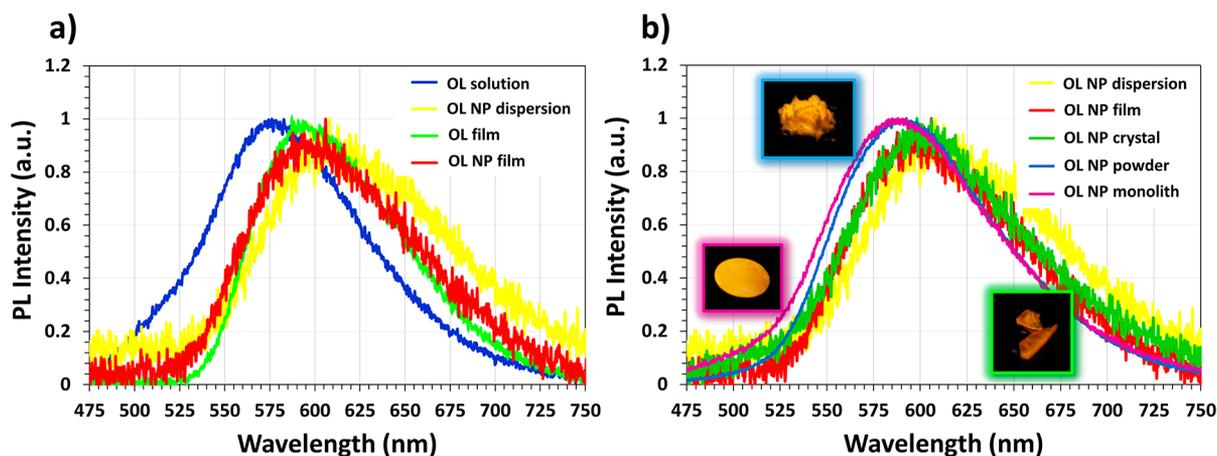 a)
PL Intensity (a.u.)
1.2
1
0.8
0.6
0.4
0.2
0
475 500 525 550 575 600 625 650 675 700 725 750
Wavelength (nm)
OL solution
OL NP dispersion
OL film
OL NP film
b)
PL Intensity (a.u.)
1.2
1
0.8
0.6
0.4
0.2
0
475 500 525 550 575 600 625 650 675 700 725 750
Wavelength (nm)
OL NP dispersion
OL NP film
OL NP crystal
OL NP powder
OL NP monolith